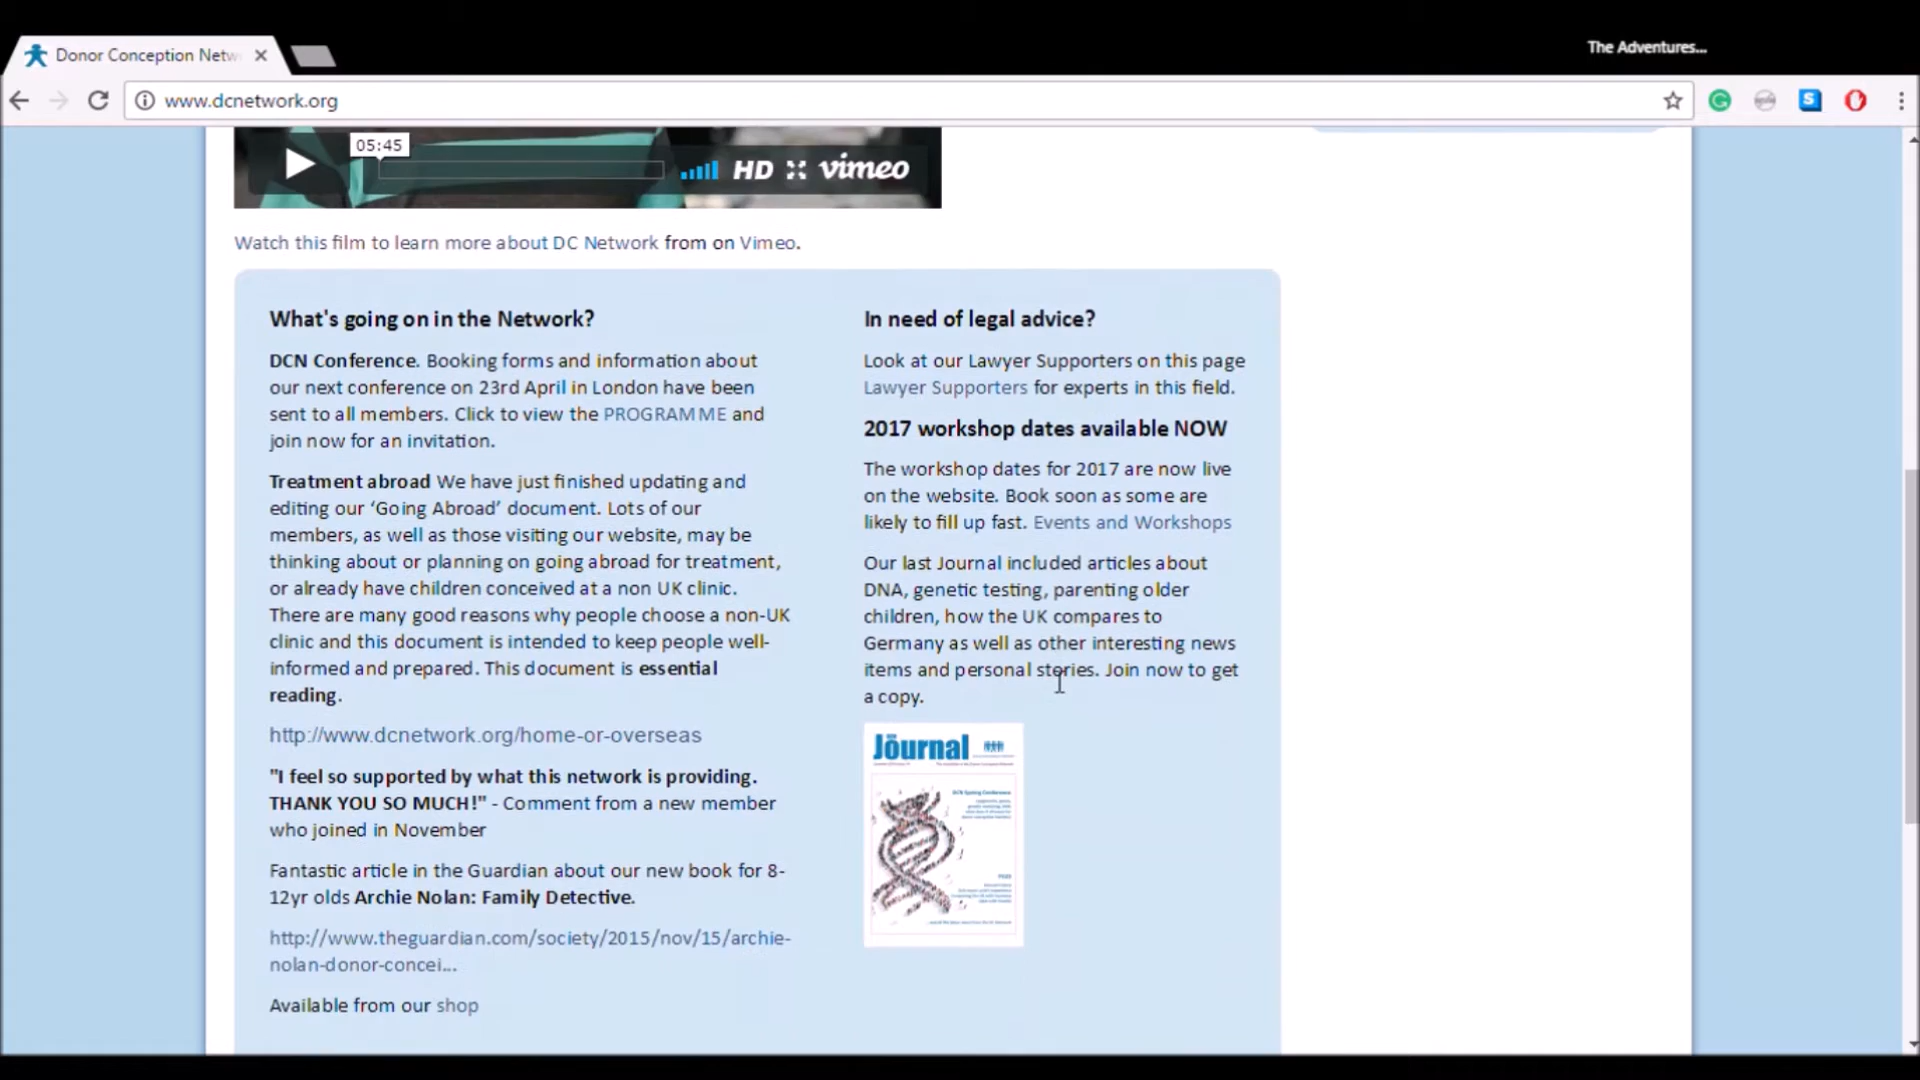 The Adventures...
Donor Conception Netw
www.dcnetwork.org
05:45
HD vimeo
Watch this film to learn more about DC Network from on Vimeo.
What's going on in the Network?
DCN Conference. Booking forms and information about
our next conference on 23rd April in London have been
sent to all members. Click to view the PROGRAMME and
join now for an invitation.
Treatment abroad We have just finished updating and
editing our ‘Going Abroad’ document. Lots of our
members, as well as those visiting our website, may be
thinking about or planning on going abroad for treatment,
or already have children conceived at a non UK clinic.
There are many good reasons why people choose a non-UK
clinic and this document is intended to keep people well-
informed and prepared. This document is essential
reading.
http://www.dcnetwork.org/home-or-overseas
"I feel so supported by what this network is providing.
THANK YOU SO MUCH!" - Comment from a new member
who joined in November
Fantastic article in the Guardian about our new book for 8-
12yr olds Archie Nolan: Family Detective.
http://www.theguardian.com/society/2015/nov/15/archie-
nolan-donor-concei...
Available from our shop
In need of legal advice?
Look at our Lawyer Supporters on this page
Lawyer Supporters for experts in this field.
2017 workshop dates available NOW
The workshop dates for 2017 are now live
on the website. Book soon as some are
likely to fill up fast. Events and Workshops
Our last Journal included articles about
DNA, genetic testing, parenting older
children, how the UK compares to
Germany as well as other interesting news
items and personal stories. Join now to get
a copy.
Journal